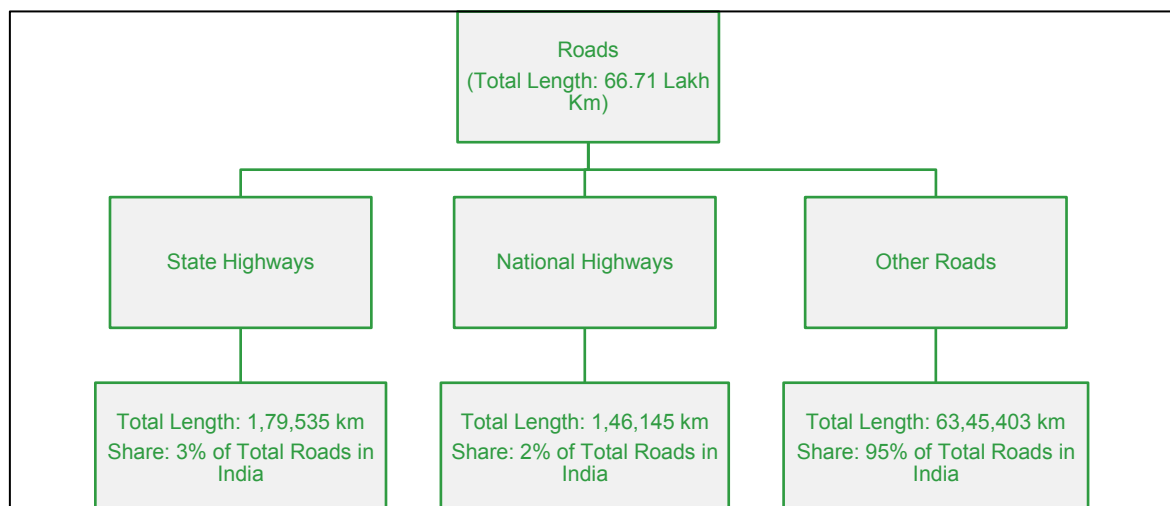 Roads
(Total Length: 66.71 Lakh
Km)
State Highways
National Highways
Other Roads
Total Length: 1,79,535 km
Share: 3% of Total Roads in
India
Total Length: 1,46,145 km
Share: 2% of Total Roads in
India
Total Length: 63,45,403 km
Share: 95% of Total Roads in
India